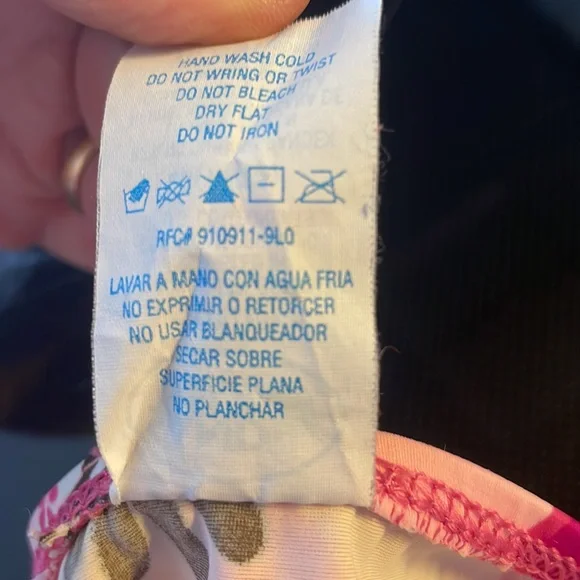 HAND WASH COLD
DO NOT WRING OR TWIST
DO NOT BLEACH
DRY FLAT
DO NOT IRON
RFC# 910911-9L0
LAVAR A MANO CON AGUA FRIA
NO EXPRIMIR O RETORCER
NO USAR BLANQUEADOR
SECAR SOBRE
SUPERFICIE PLANA
NO PLANCHAR